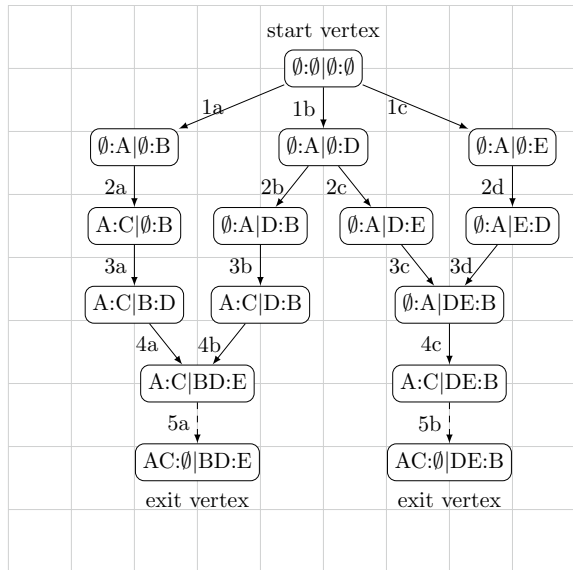 start vertex
∅:∅|∅:∅
1a 1b 1c
∅:A|∅:B ∅:A|∅:D ∅:A|∅:E
2a 2b 2c 2d
A:C|∅:B ∅:A|D:B ∅:A|D:E ∅:A|E:D
3a 3b 3c 3d
A:C|B:D A:C|D:B ∅:A|DE:B
4a 4b 4c
A:C|BD:E A:C|DE:B
5a 5b
AC:∅|BD:E AC:∅|DE:B
exit vertex exit vertex